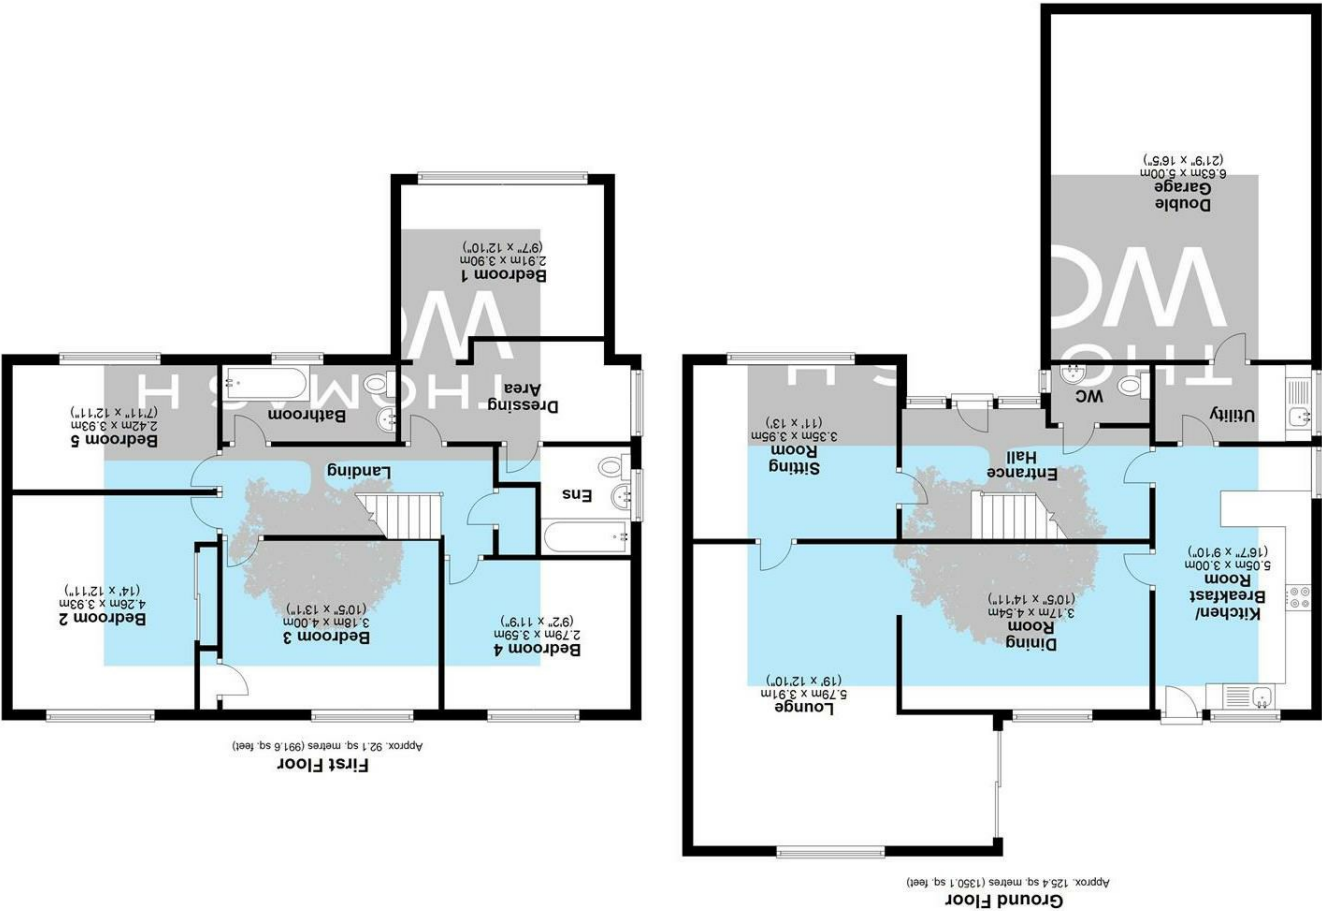 Ground Floor
Approx. 125.4 sq. metres (1350.1 sq. feet)
Lounge
5.79m x 3.91m
(19' x 12'10")
Kitchen/
Breakfast
Room
5.05m x 3.00m
(16'7" x 9'10")
Dining
Room
3.17m x 4.54m
(10'5" x 14'11")
Sitting
Room
3.35m x 3.95m
(11' x 13')
Entrance
Hall
Utility
WC
Double
Garage
6.63m x 5.00m
(21'9" x 16'5")
THO
S H
WO
First Floor
Approx. 92.1 sq. metres (991.6 sq. feet)
Bedroom 4
2.79m x 3.59m
(9'2" x 11'9")
Bedroom 3
3.18m x 4.00m
(10'5" x 13'1")
Bedroom 2
4.26m x 3.93m
(14' x 12'11")
Ens
Landing
Dressing
Area
Bathroom
Bedroom 5
2.42m x 3.93m
(7'11" x 12'11")
Bedroom 1
2.91m x 3.90m
(9'7" x 12'10")
THOMAS H
WO